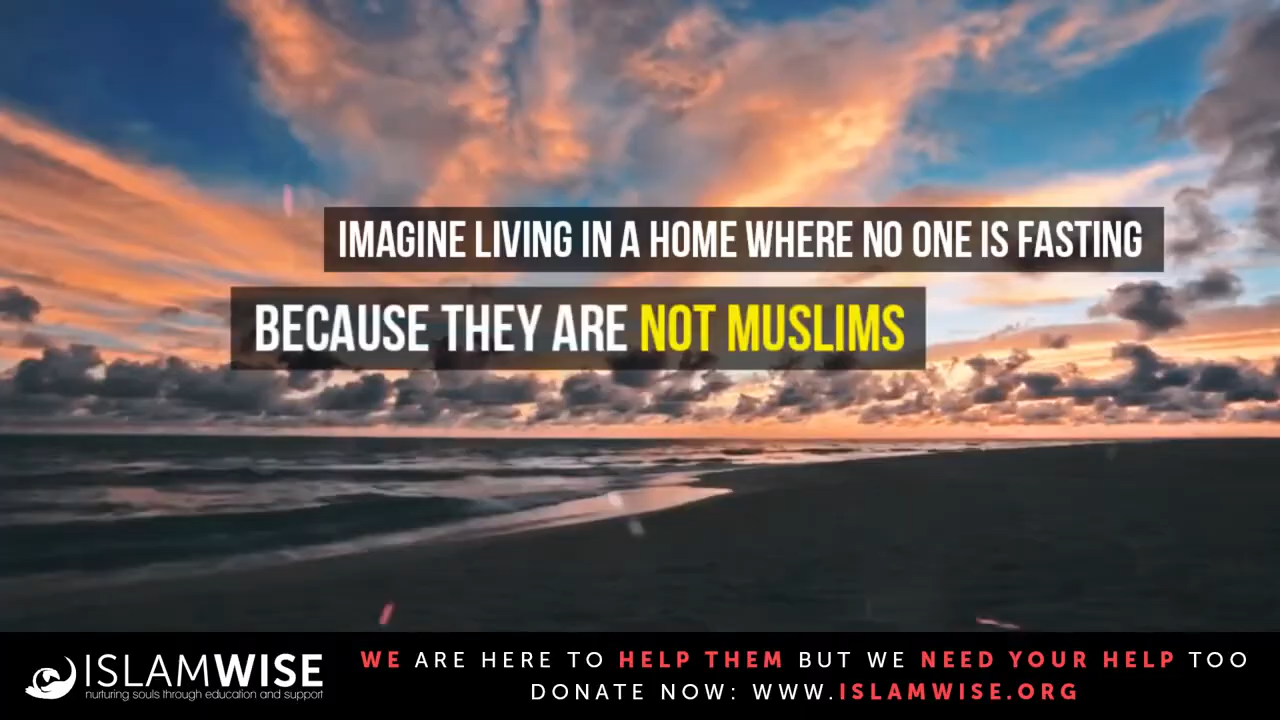 IMAGINE LIVING IN A HOME WHERE NO ONE IS FASTING
BECAUSE THEY ARE NOT MUSLIMS
ISLAMWISE
nurturing souls through education and support
WE ARE HERE TO HELP THEM BUT WE NEED YOUR HELP TOO
DONATE NOW: WWW.ISLAMWISE.ORG